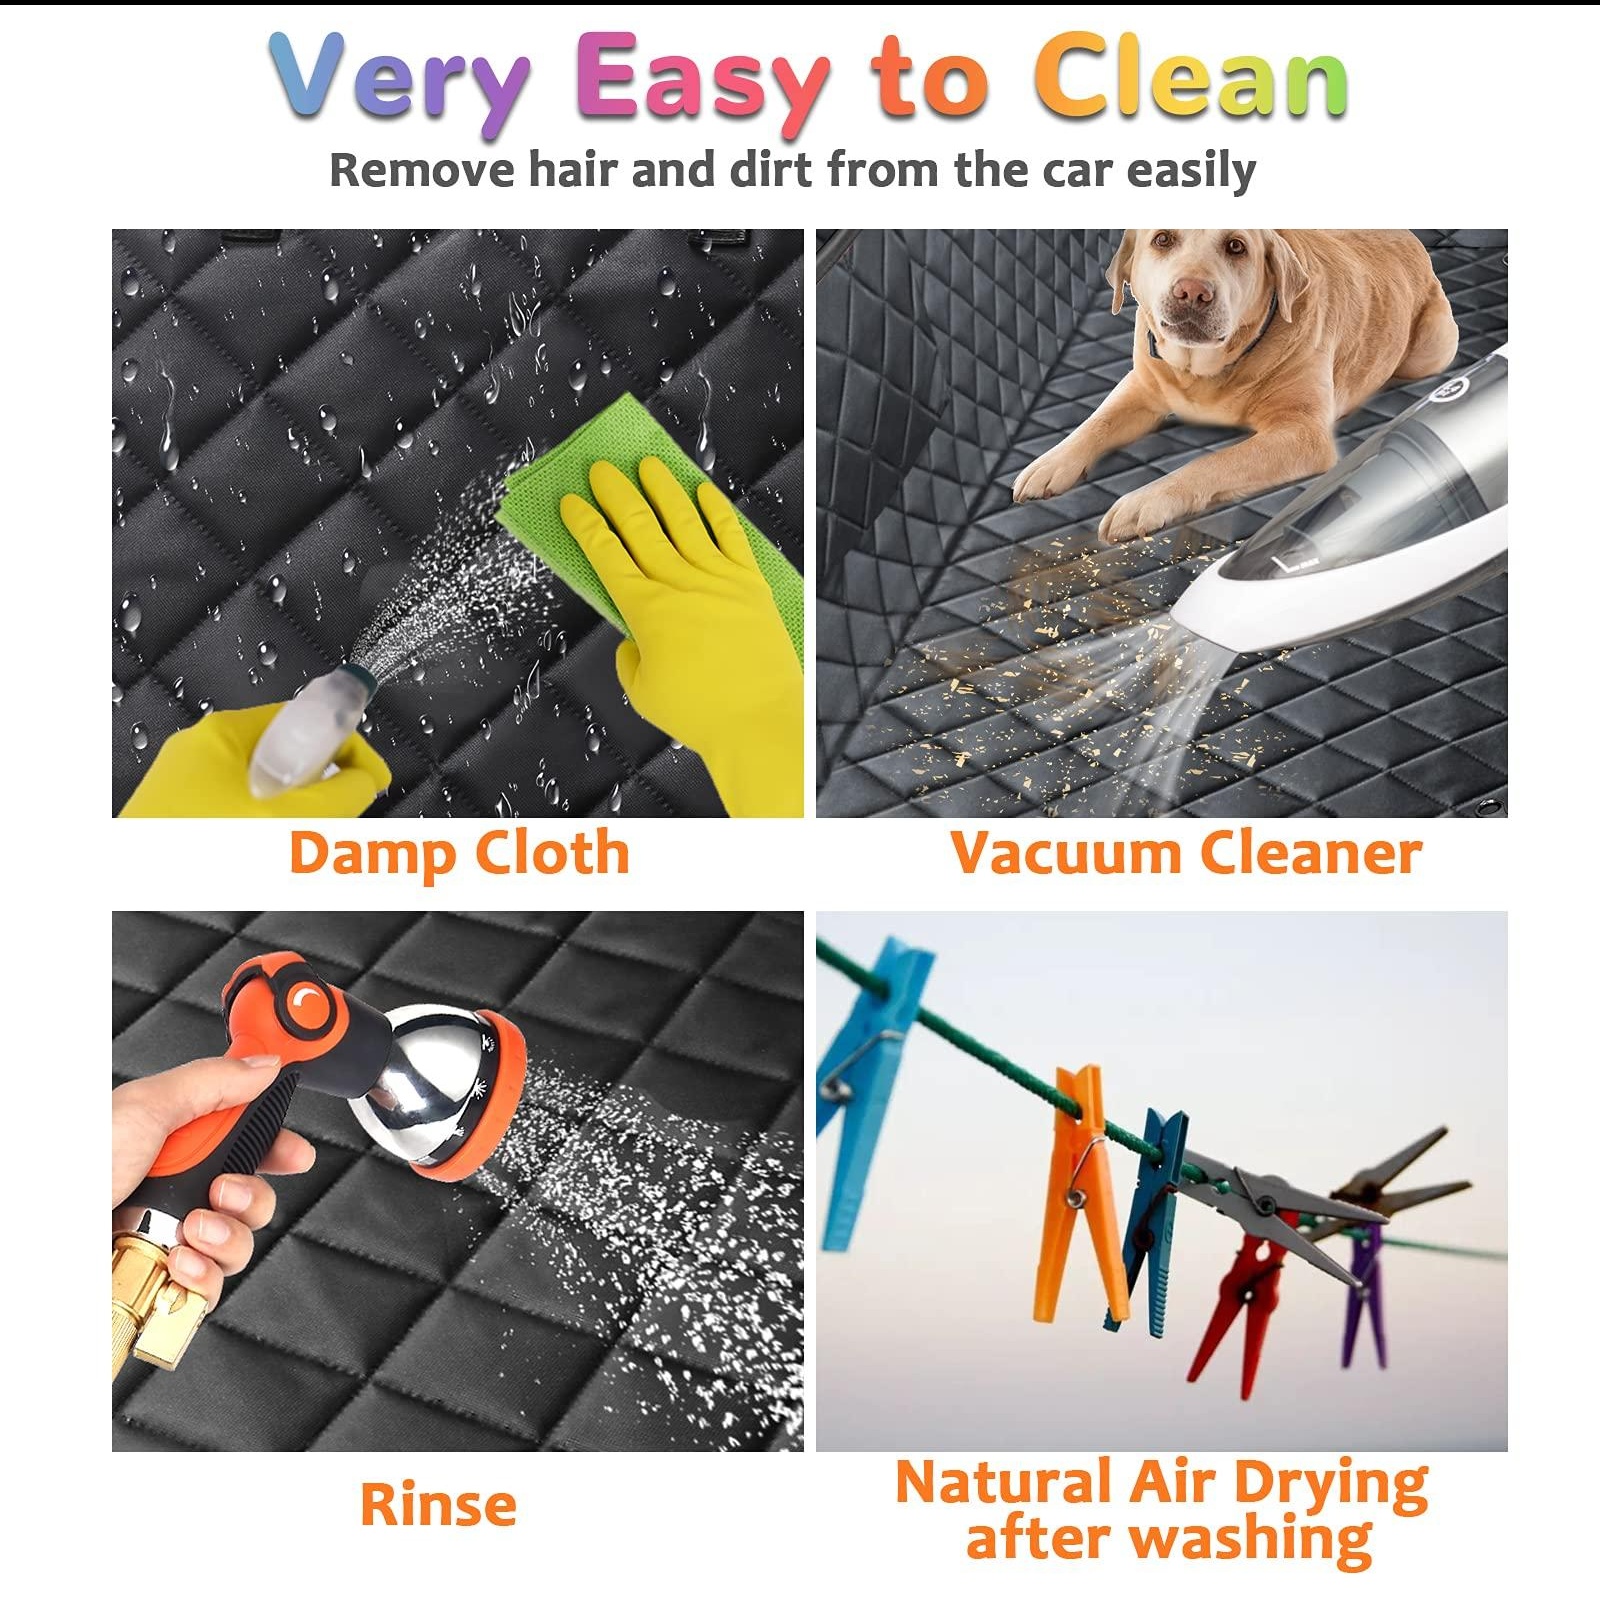 Very Easy to Clean
Remove hair and dirt from the car easily
Damp Cloth
Vacuum Cleaner
Rinse
Natural Air Drying
after washing